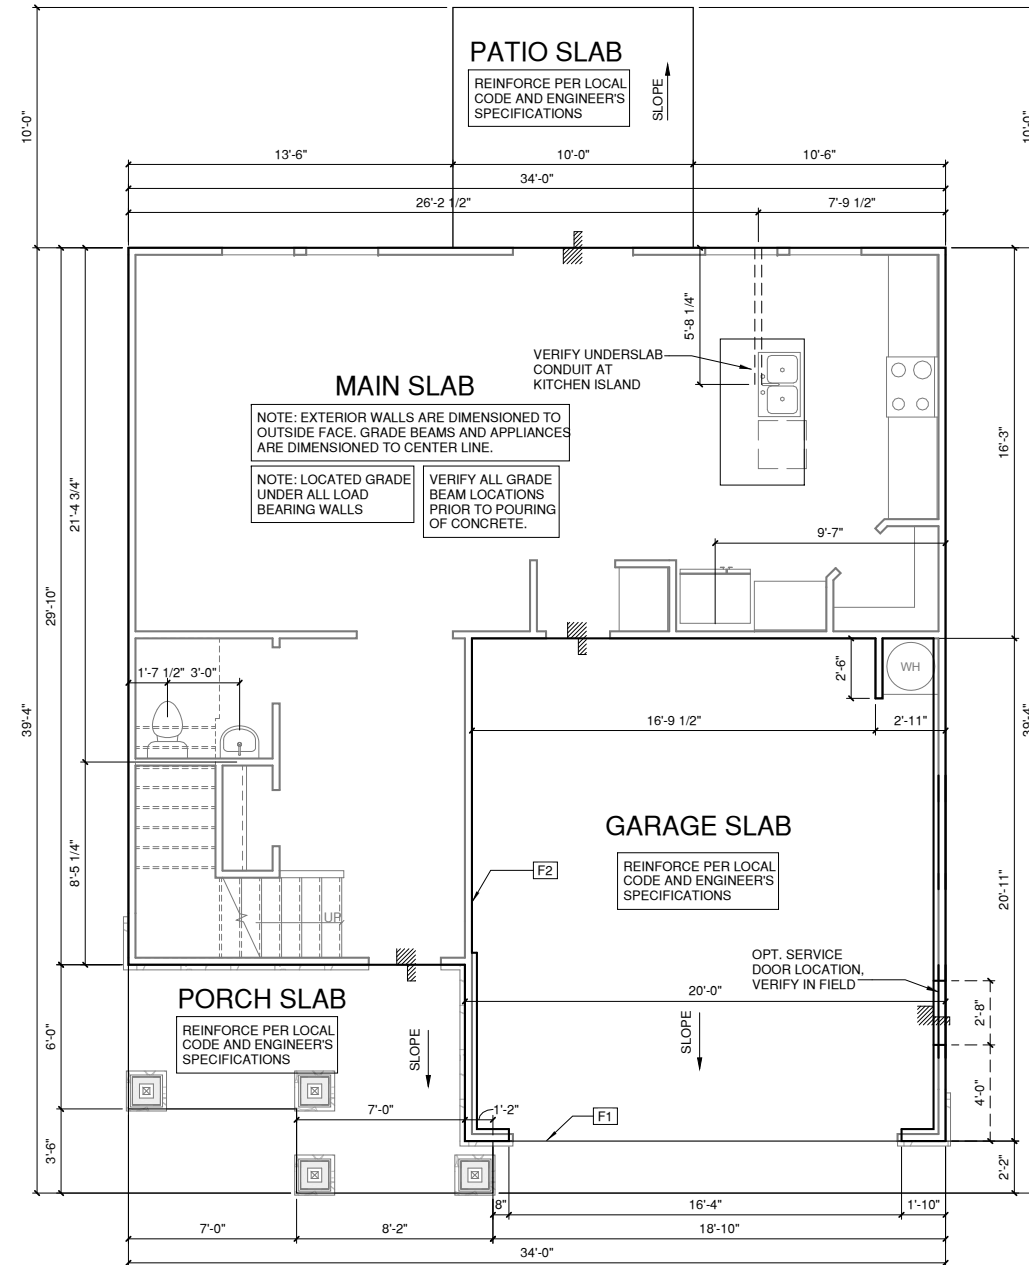 PATIO SLAB
REINFORCE PER LOCAL
CODE AND ENGINEER'S
SPECIFICATIONS
SLOPE
10'-0"
10'-0"
13'-6"
10'-0"
10'-6"
34'-0"
26'-2 1/2"
7'-9 1/2"
5'-8 1/4"
VERIFY UNDERSLAB
CONDUIT AT
KITCHEN ISLAND
MAIN SLAB
NOTE: EXTERIOR WALLS ARE DIMENSIONED TO
OUTSIDE FACE. GRADE BEAMS AND APPLIANCES
ARE DIMENSIONED TO CENTER LINE.
NOTE: LOCATED GRADE
UNDER ALL LOAD
BEARING WALLS
VERIFY ALL GRADE
BEAM LOCATIONS
PRIOR TO POURING
OF CONCRETE.
16'-3"
21'-4 3/4"
9'-7"
29'-10"
39'-4"
39'-4"
1'-7 1/2"
3'-0"
2'-6"
WH
16'-9 1/2"
2'-11"
GARAGE SLAB
REINFORCE PER LOCAL
CODE AND ENGINEER'S
SPECIFICATIONS
F2
8'-5 1/4"
20'-11"
UP
OPT. SERVICE
DOOR LOCATION,
VERIFY IN FIELD
PORCH SLAB
REINFORCE PER LOCAL
CODE AND ENGINEER'S
SPECIFICATIONS
SLOPE
20'-0"
SLOPE
2'-8"
6'-0"
4'-0"
7'-0"
1'-2"
F1
3'-6"
2'-2"
8"
16'-4"
1'-10"
7'-0"
8'-2"
18'-10"
34'-0"